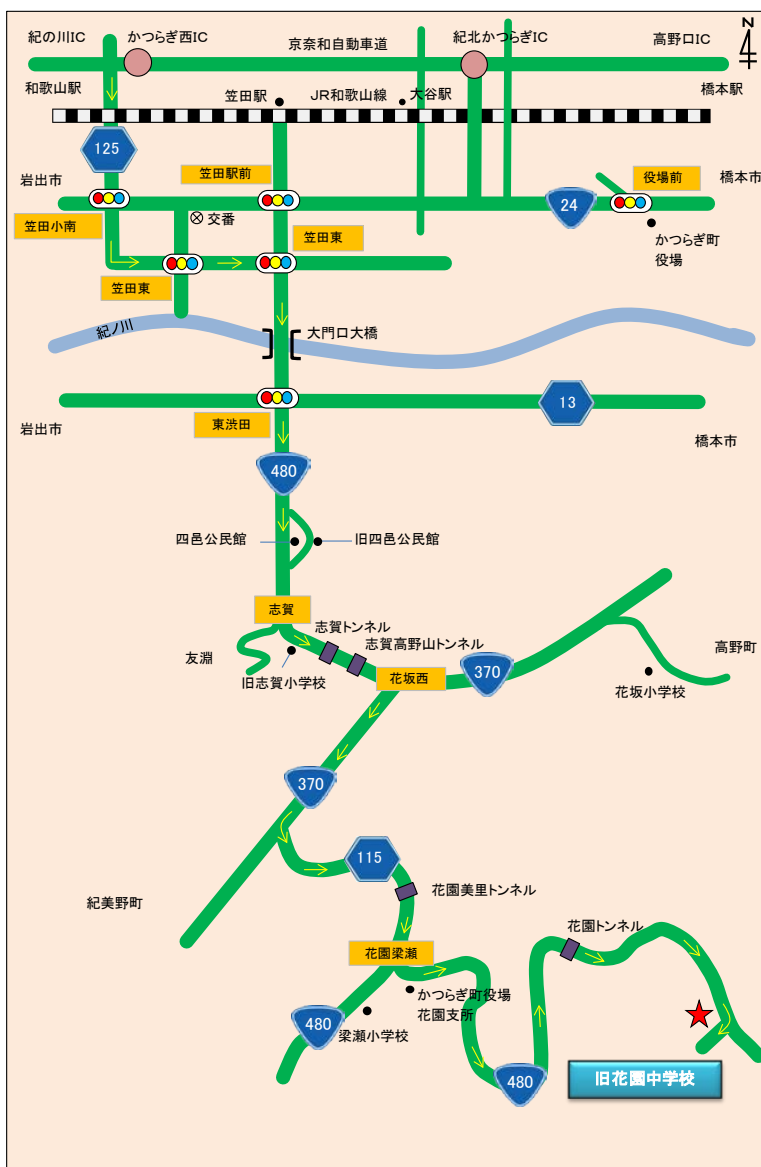 N
紀の川IC
かつらぎ西IC
京奈和自動車道
紀北かつらぎIC
高野口IC
和歌山駅
笠田駅
JR和歌山線
大谷駅
橋本駅
125
笠田駅前
役場前
岩出市
橋本市
24
笠田小南
交番
笠田東
かつらぎ町
役場
笠田東
紀ノ川
大門口大橋
13
岩出市
東渋田
橋本市
480
四邑公民館
旧四邑公民館
志賀
志賀トンネル
志賀高野山トンネル
友淵
旧志賀小学校
花坂西
370
高野町
花坂小学校
370
115
紀美野町
花園美里トンネル
花園トンネル
花園梁瀬
かつらぎ町役場
花園支所
480
梁瀬小学校
480
旧花園中学校